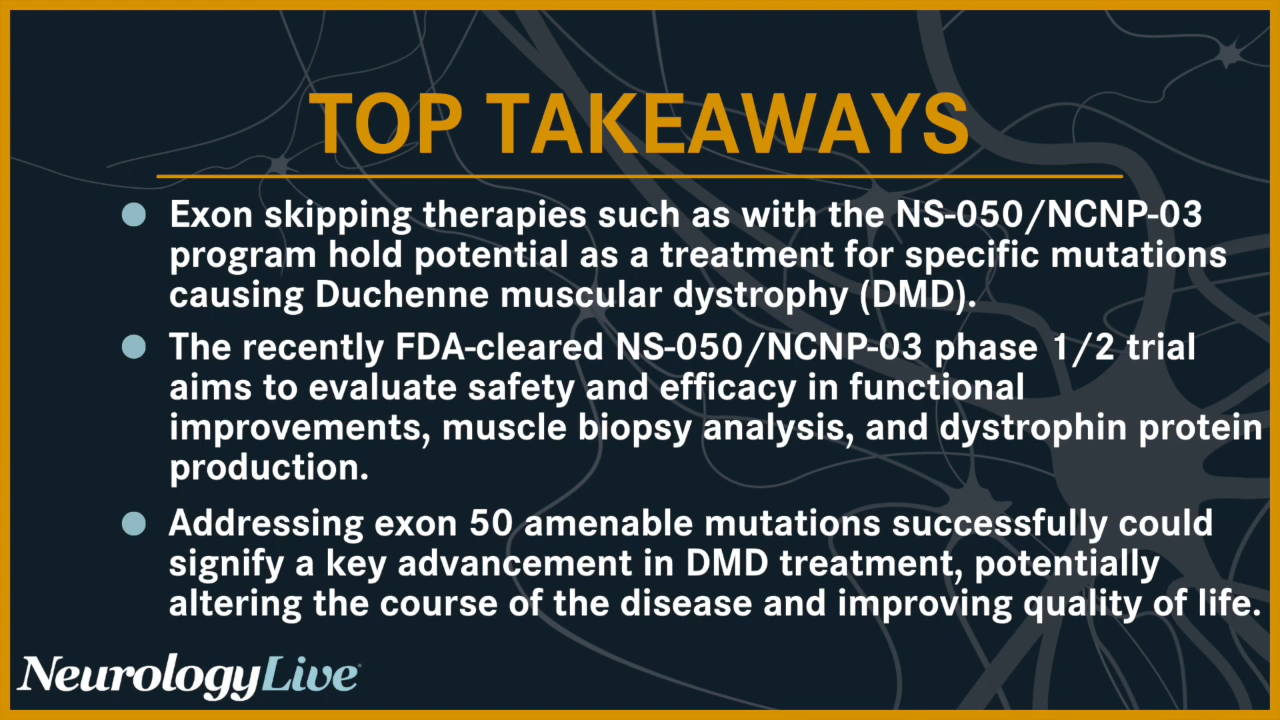 TOP TAKEAWAYS
Exon skipping therapies such as with the NS-050/NCNP-03
program hold potential as a treatment for specific mutations
causing Duchenne muscular dystrophy (DMD).
The recently FDA-cleared NS-050/NCNP-03 phase 1/2 trial
aims to evaluate safety and efficacy in functional
improvements, muscle biopsy analysis, and dystrophin protein
production.
Addressing exon 50 amenable mutations successfully could
signify a key advancement in DMD treatment, potentially
altering the course of the disease and improving quality of life.
NeurologyLive